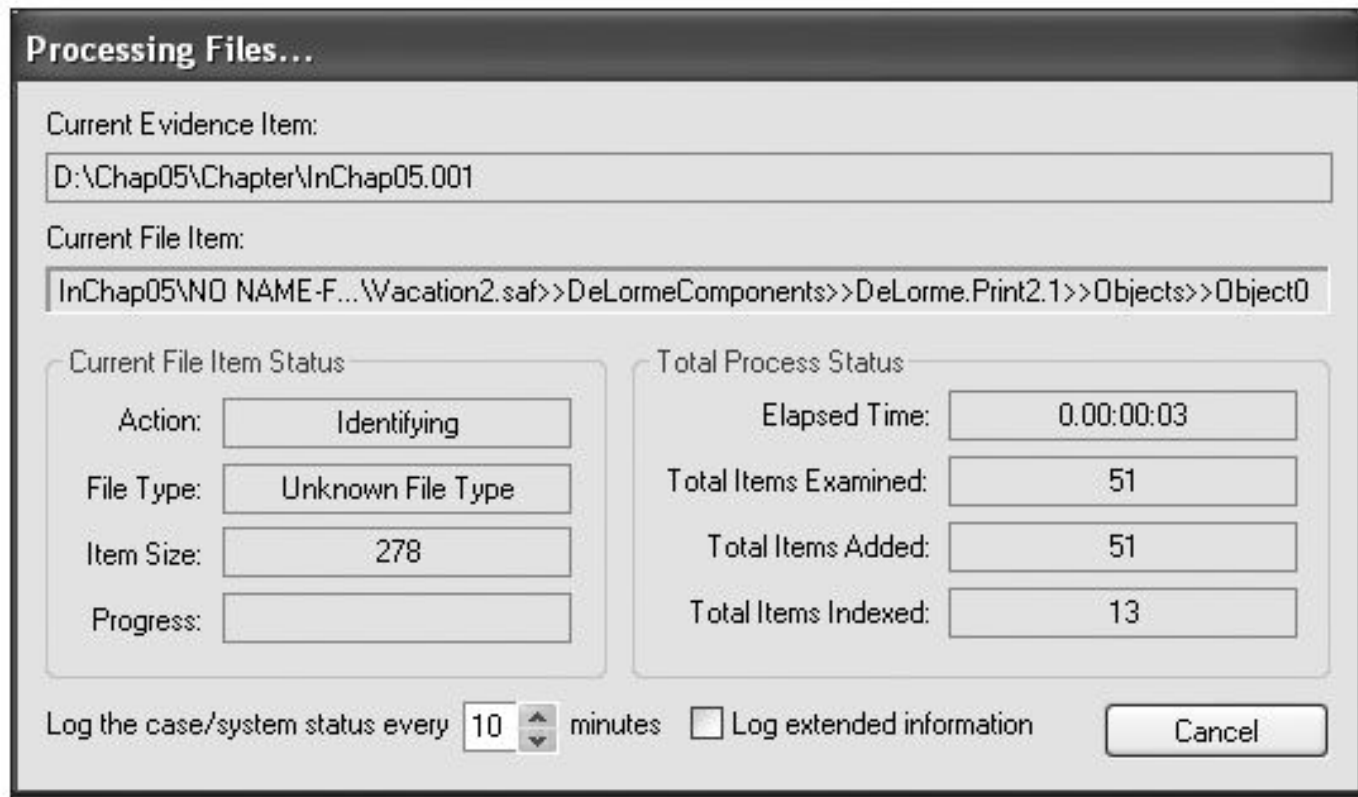 Processing Files...
Current Evidence Item:
D:\Chap05\Chapter\InChap05.001
Current File Item:
InChap05\NO NAME-F...\Vacation2.saf>>DeLormeComponents>>DeLorme.Print2.1>>Objects>>Object0
Current File Item Status
Action: Identifying
File Type: Unknown File Type
Item Size: 278
Progress:
Total Process Status
Elapsed Time: 0.00:00:03
Total Items Examined: 51
Total Items Added: 51
Total Items Indexed: 13
Log the case/system status every 10 minutes Log extended information Cancel